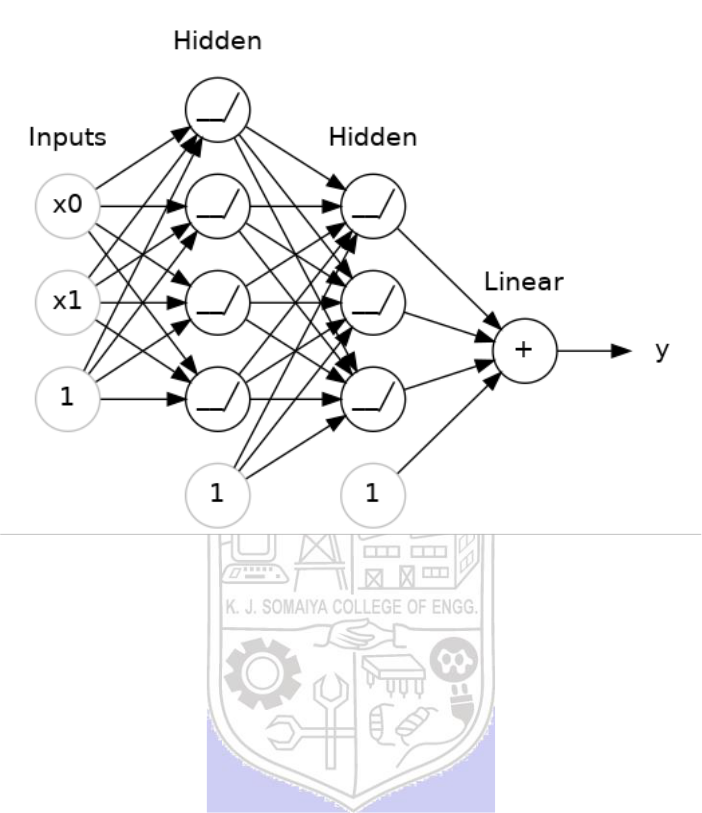 Hidden
Inputs
Hidden
x0
x1
Linear
+
y
1
1
1
K. J. SOMAIYA COLLEGE OF ENGG.